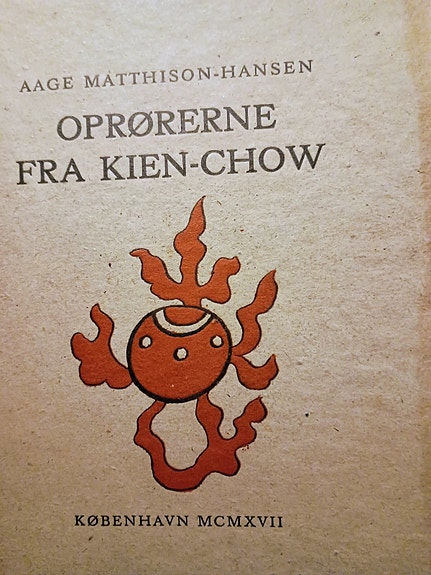 AAGE MATTHISON-HANSEN
OPRØRERNE
FRA KIEN-CHOW
KØBENHAVN MCMXVII